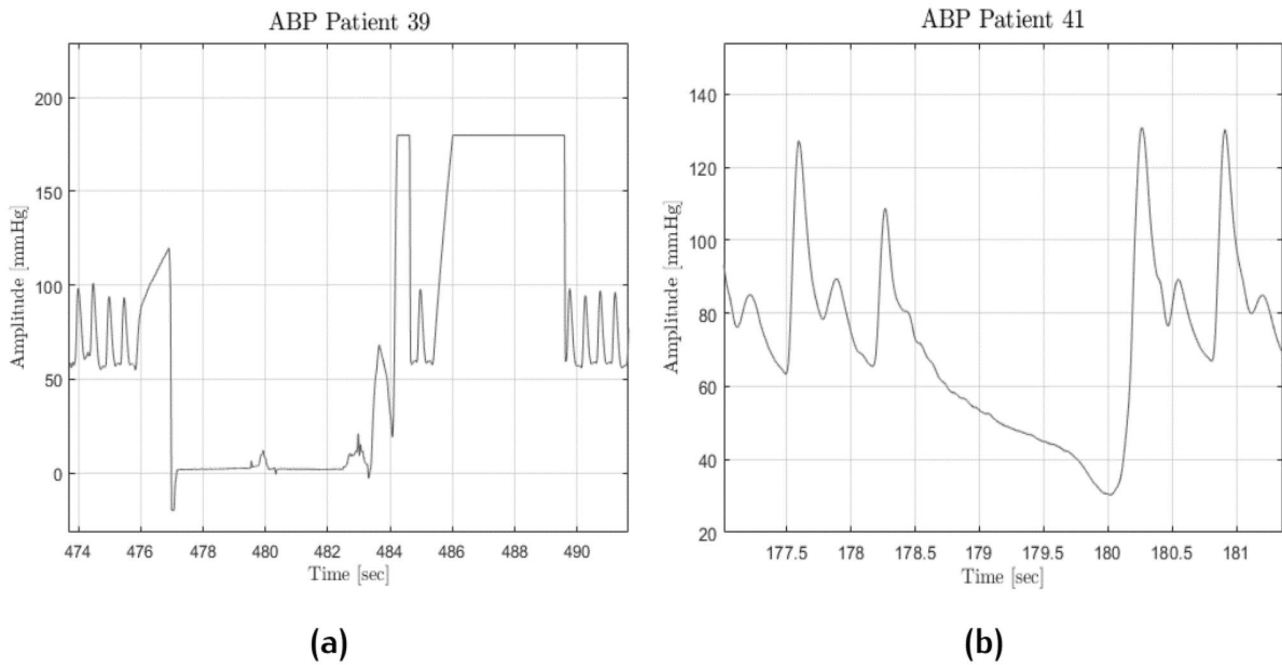 ABP Patient 39
200
150
100
50
0
Amplitude [mmHg]
474 476 478 480 482 484 486 488 490
Time [sec]
(a)
ABP Patient 41
140
120
100
80
60
40
20
Amplitude [mmHg]
177.5 178 178.5 179 179.5 180 180.5 181
Time [sec]
(b)